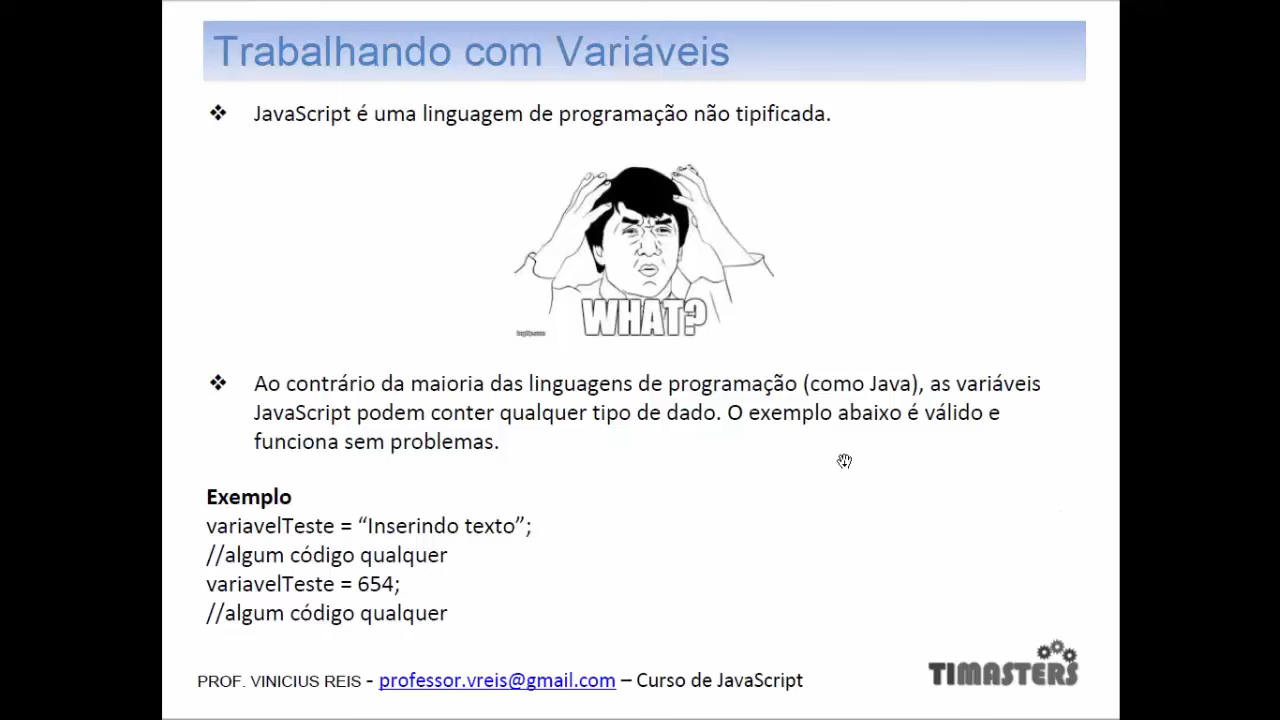 Trabalhando com Variáveis
❖ JavaScript é uma linguagem de programação não tipificada.
WHAT?
imgflip.com
❖ Ao contrário da maioria das linguagens de programação (como Java), as variáveis
JavaScript podem conter qualquer tipo de dado. O exemplo abaixo é válido e
funciona sem problemas.
Exemplo
variavelTeste = “Inserindo texto”;
//algum código qualquer
variavelTeste = 654;
//algum código qualquer
TIMASTERS
PROF. VINICIUS REIS - professor.vreis@gmail.com – Curso de JavaScript